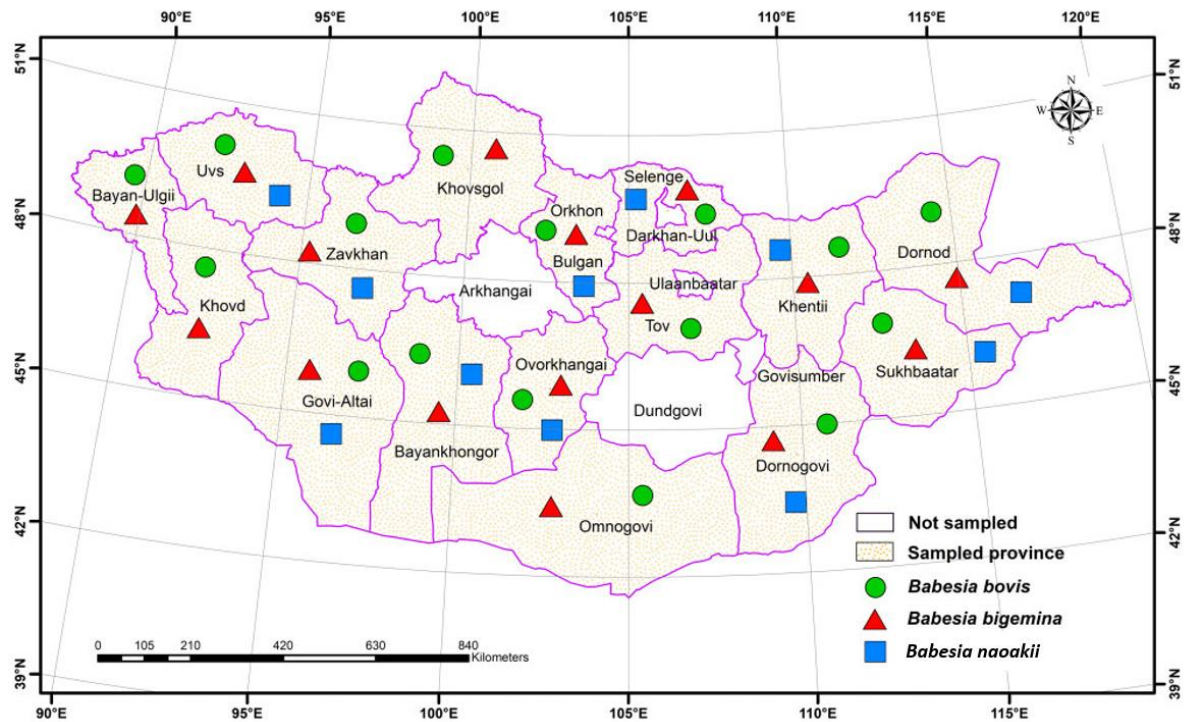 90°E 95°E 100°E 105°E 110°E 115°E 120°E
51°N
51°N
N
W E
S
Selenge
Uvs
Khovsgol
Bayan-Ulgii
Orkhon
48°N
48°N
Darkhan-Uul
Zavkhan
Bulgan
Dornod
Arkhangai
Ulaanbaatar
Khovd
Khentii
Tov
Ovorkhangai
45°N
45°N
Govisumber
Sukhbaatar
Govi-Altai
Dundgovi
Bayankhongor
Dornogovi
42°N
42°N
Omnogovi
Not sampled
Sampled province
Babesia bovis
Babesia bigemina
Babesia naoakii
0 105 210 420 630 840
Kilometers
39°N
39°N
90°E 95°E 100°E 105°E 110°E 115°E